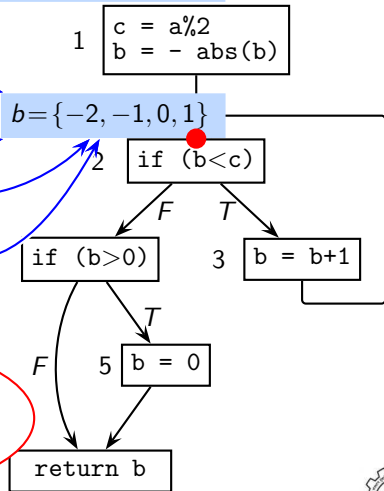 1
c = a%2
b = - abs(b)
b={−2, −1, 0, 1}
2
if (b<c)
F
T
if (b>0)
3
b = b+1
T
F
5
b = 0
return b